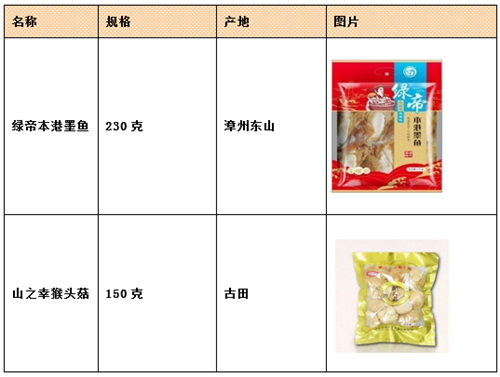 名称 规格 产地 图片
绿帝本港墨鱼 230 克 漳州东山
绿帝
本港墨鱼
山之幸猴头菇 150 克 古田